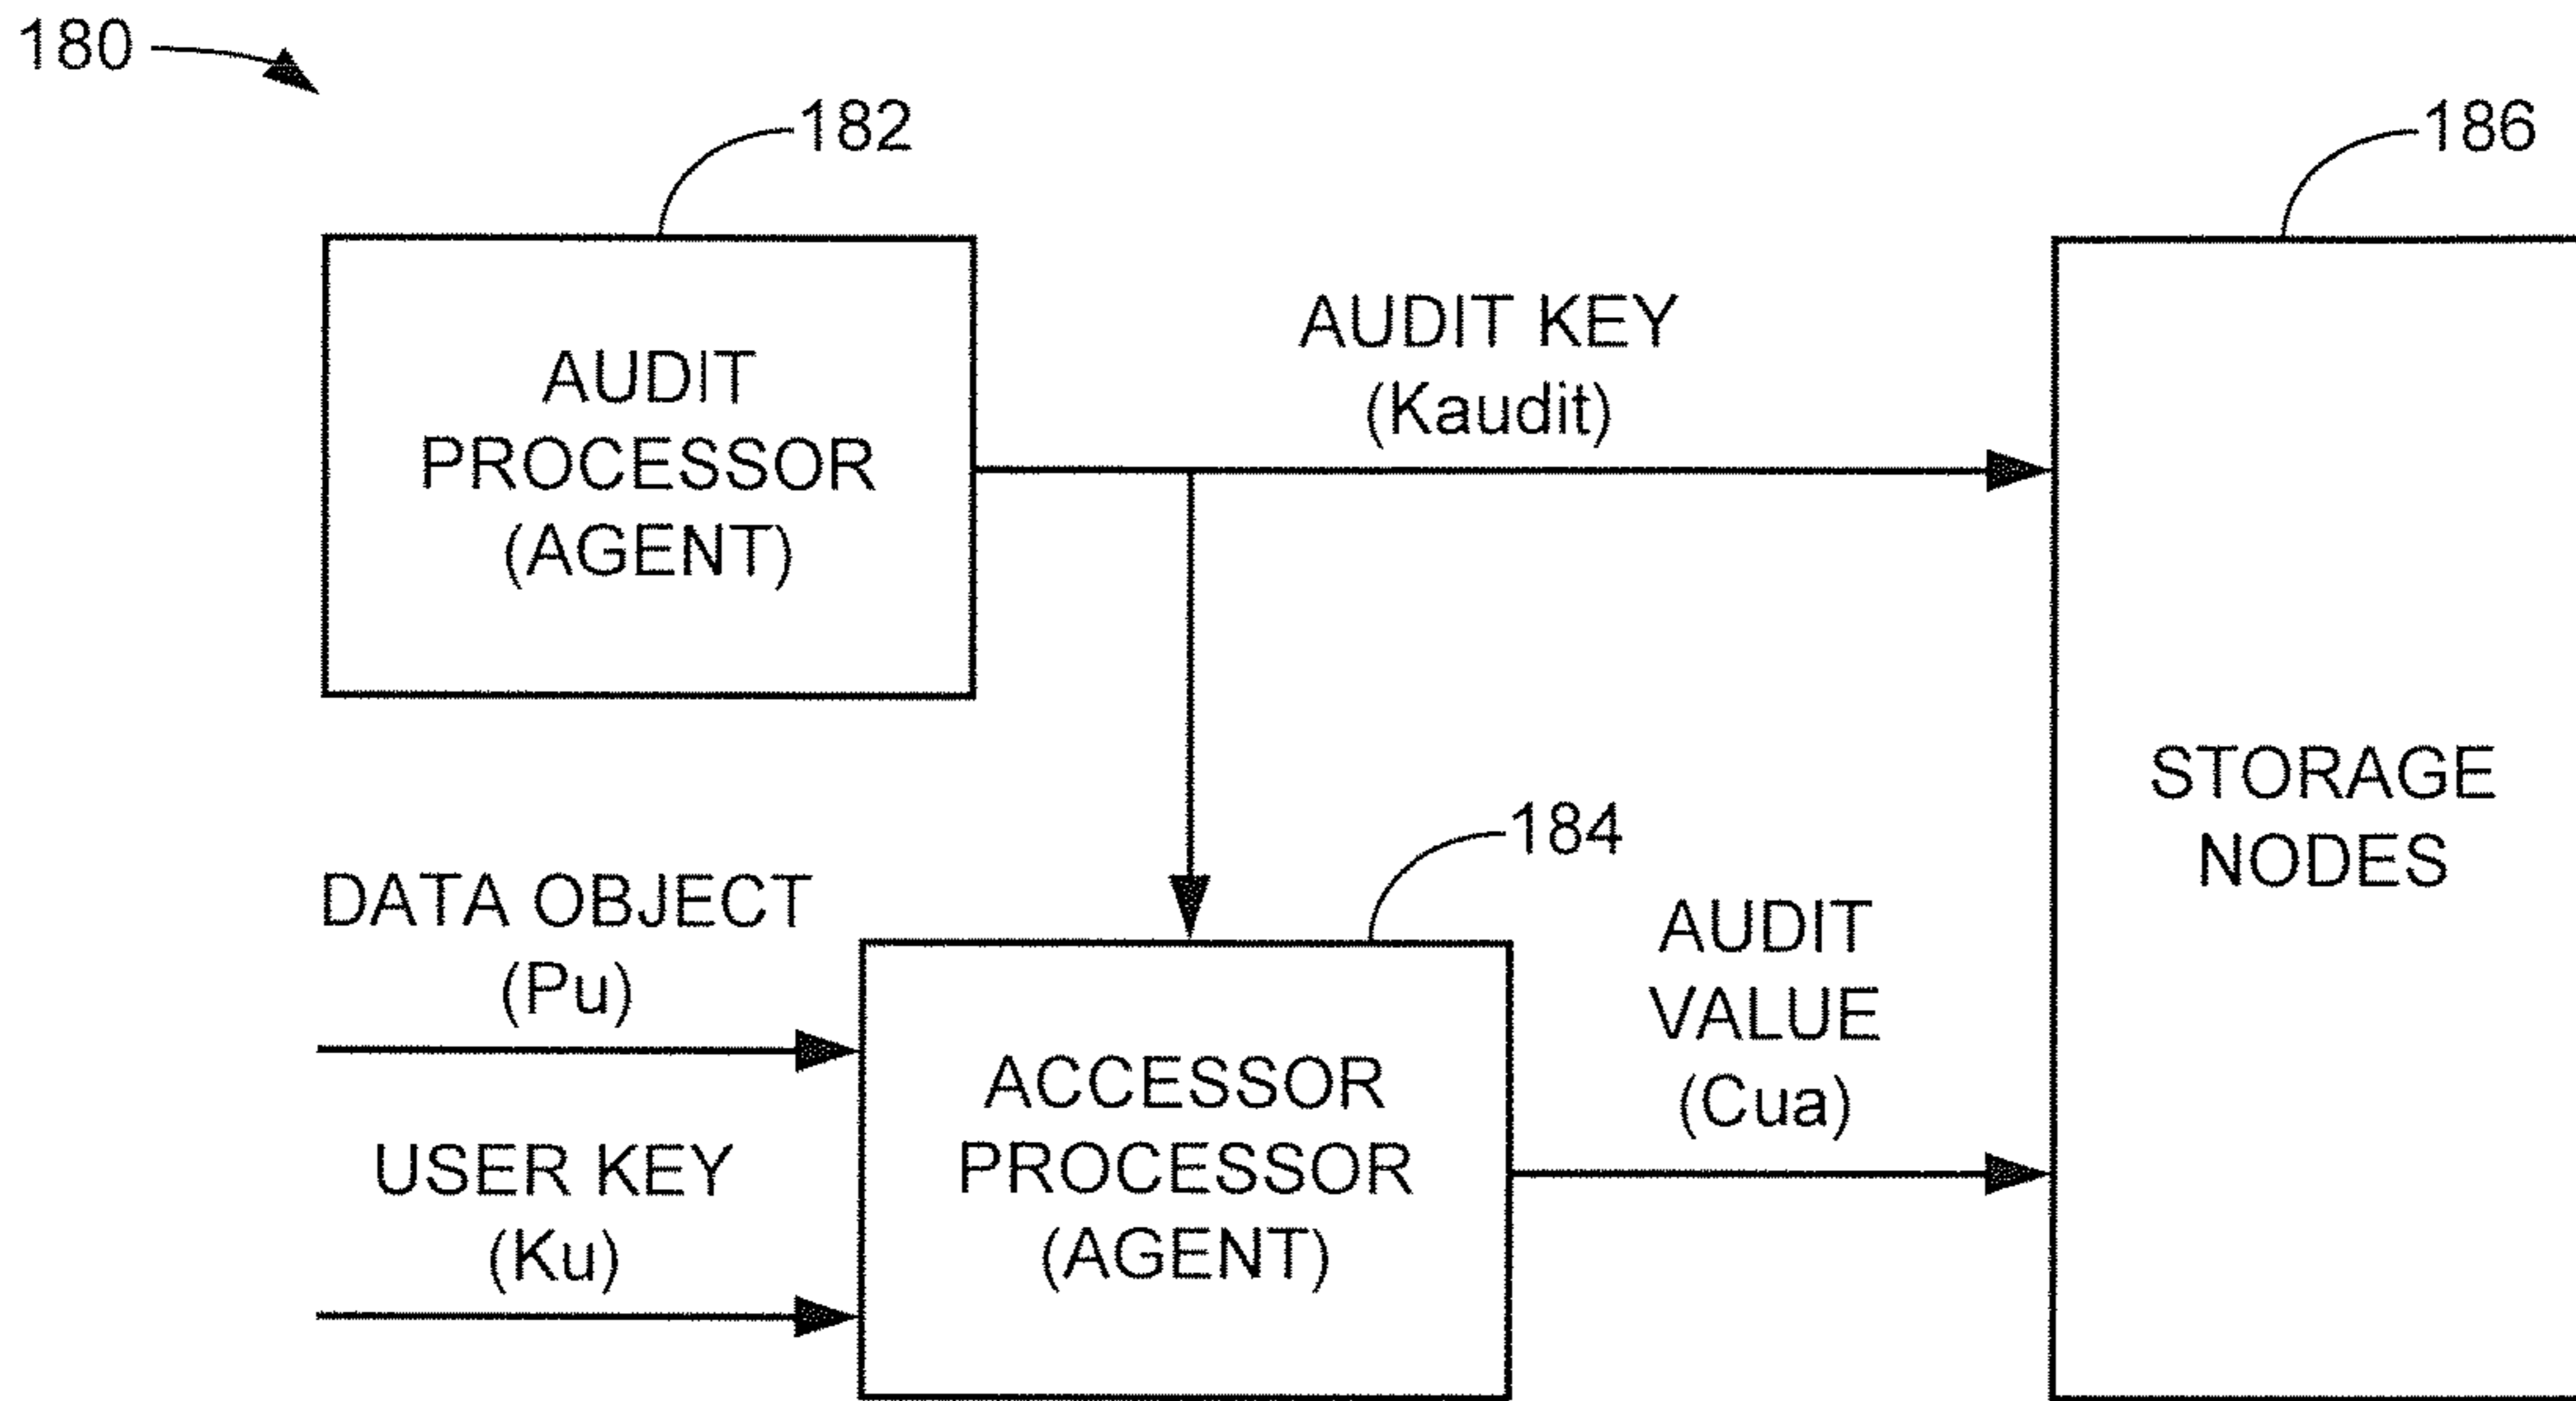 180
182
186
AUDIT
PROCESSOR
(AGENT)
AUDIT KEY
(Kaudit)
STORAGE
NODES
184
DATA OBJECT
(Pu)
USER KEY
(Ku)
ACCESSOR
PROCESSOR
(AGENT)
AUDIT
VALUE
(Cua)